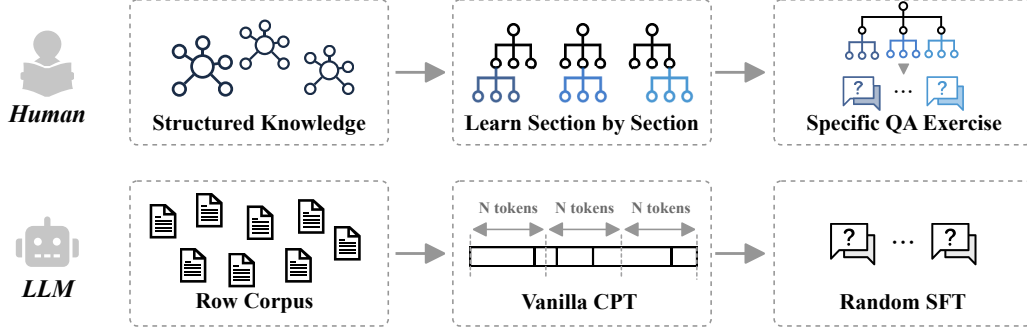 Human
Structured Knowledge
Learn Section by Section
? ... ?
Specific QA Exercise
LLM
Row Corpus
N tokens N tokens N tokens
Vanilla CPT
? ... ?
Random SFT